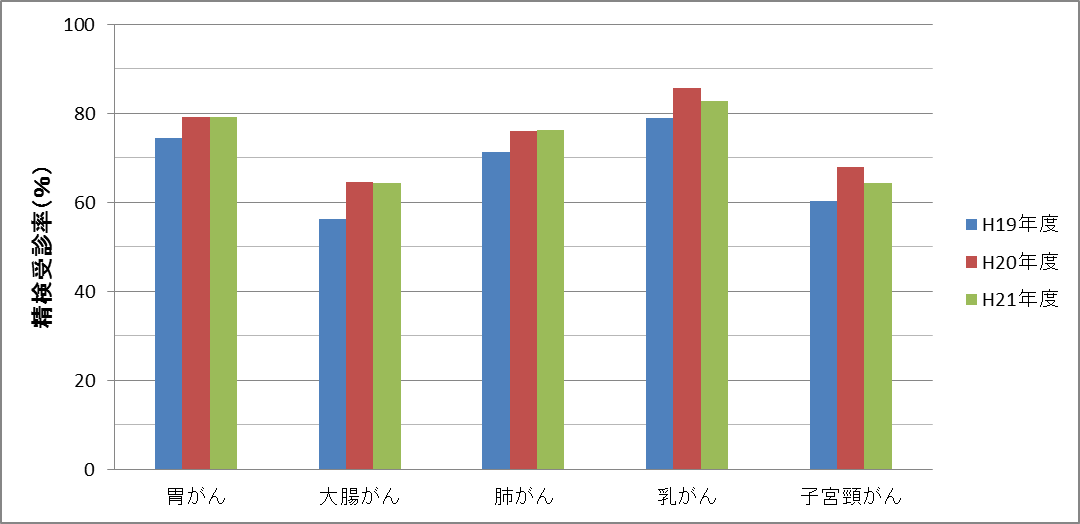 100
80
60
40
20
0
精検受診率(%)
胃がん
大腸がん
肺がん
乳がん
子宮頸がん
H19年度
H20年度
H21年度